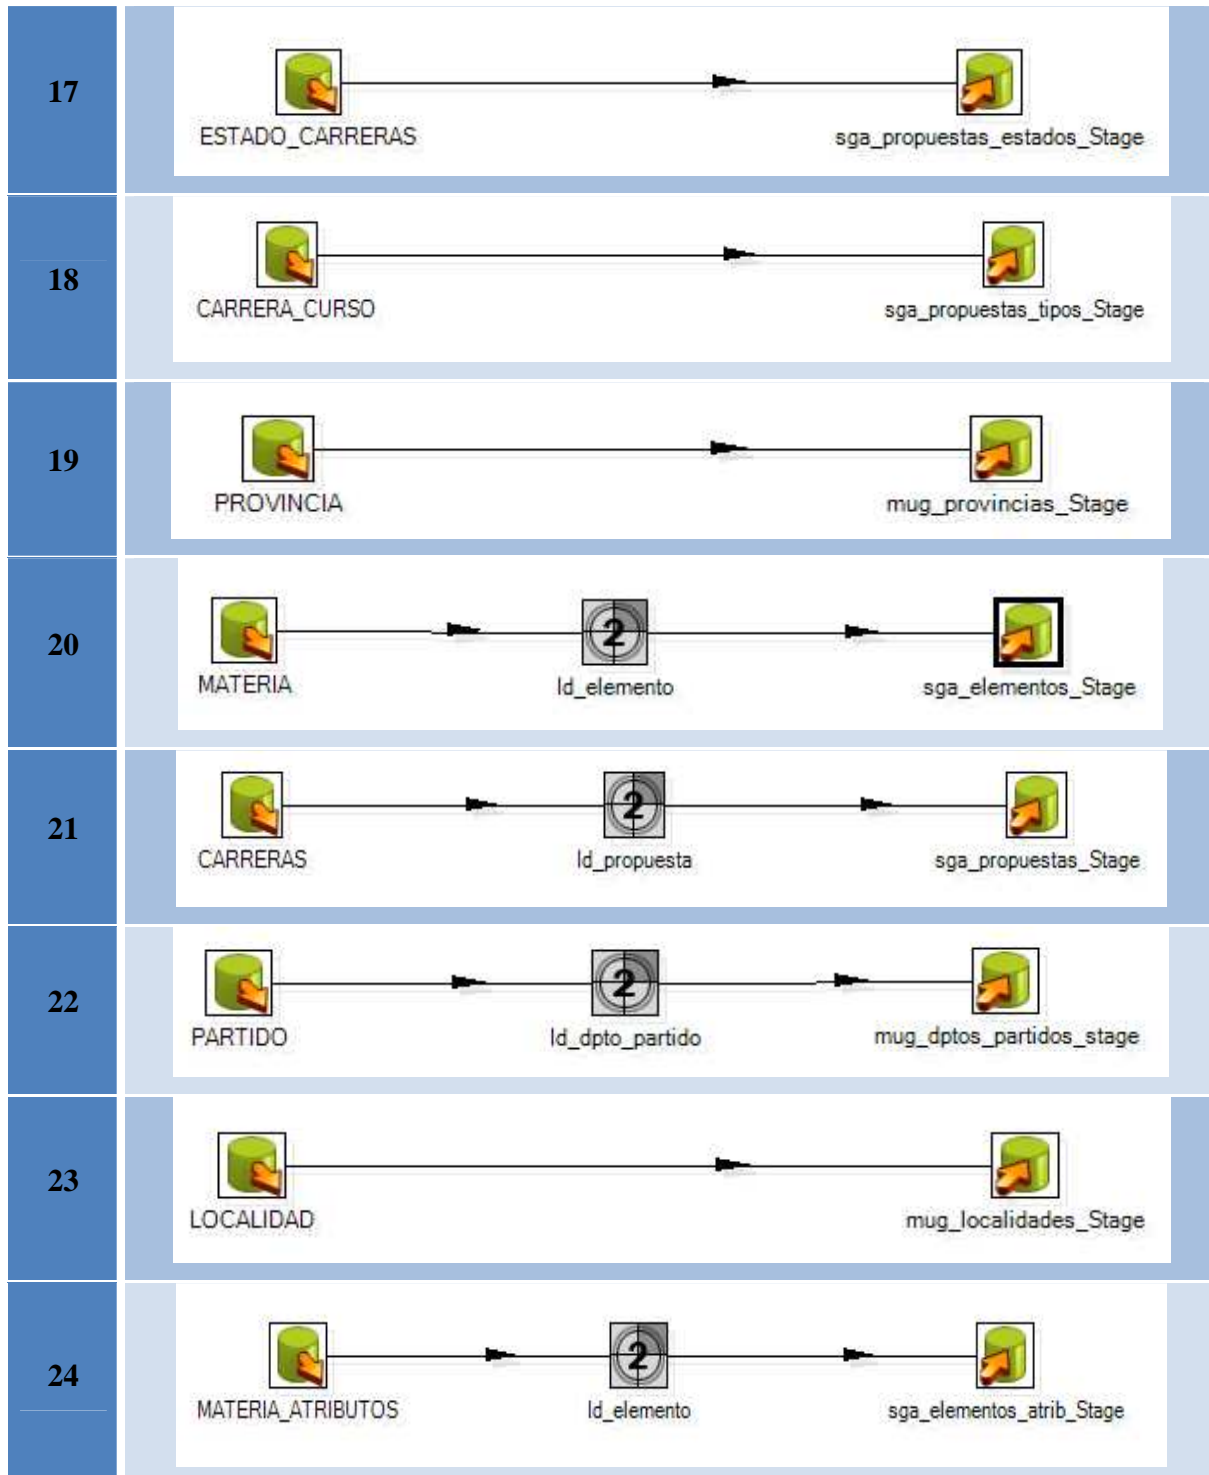 17
ESTADO_CARRERAS
sga_propuestas_estados_Stage
18
CARRERA_CURSO
sga_propuestas_tipos_Stage
19
PROVINCIA
mug_provincias_Stage
20
2
MATERIA
Id_elemento
sga_elementos_Stage
21
2
CARRERAS
Id_propuesta
sga_propuestas_Stage
22
2
PARTIDO
Id_dpto_partido
mug_dptos_partidos_stage
23
LOCALIDAD
mug_localidades_Stage
24
2
MATERIA_ATRIBUTOS
Id_elemento
sga_elementos_atrib_Stage